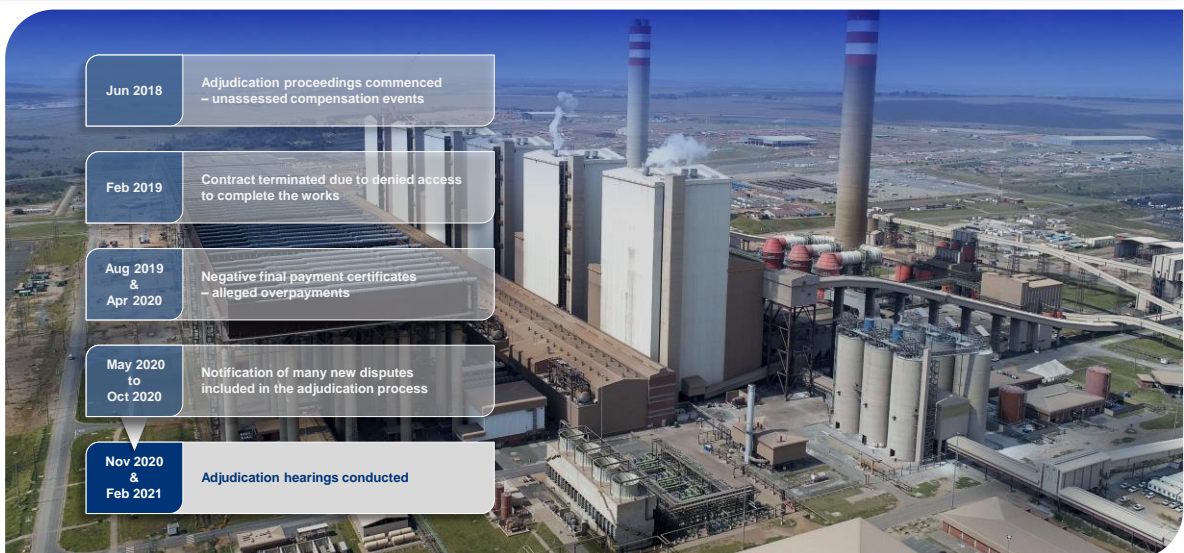 Jun 2018
Adjudication proceedings commenced
– unassessed compensation events
Feb 2019
Contract terminated due to denied access
to complete the works
Aug 2019
&
Apr 2020
Negative final payment certificates
– alleged overpayments
May 2020
to
Oct 2020
Notification of many new disputes
included in the adjudication process
Nov 2020
&
Feb 2021
Adjudication hearings conducted